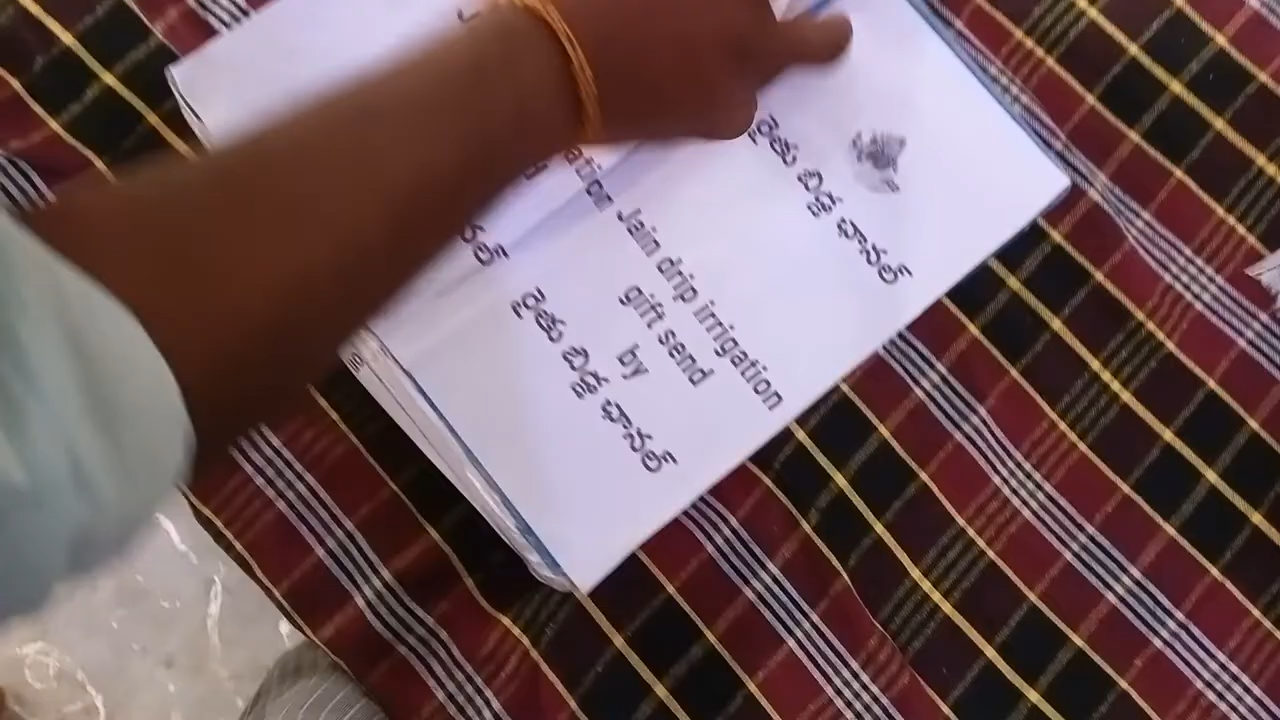 రైతు బిడ్డ ఛానల్
Jain drip irrigation
gift send
by
రైతు బిడ్డ ఛానల్